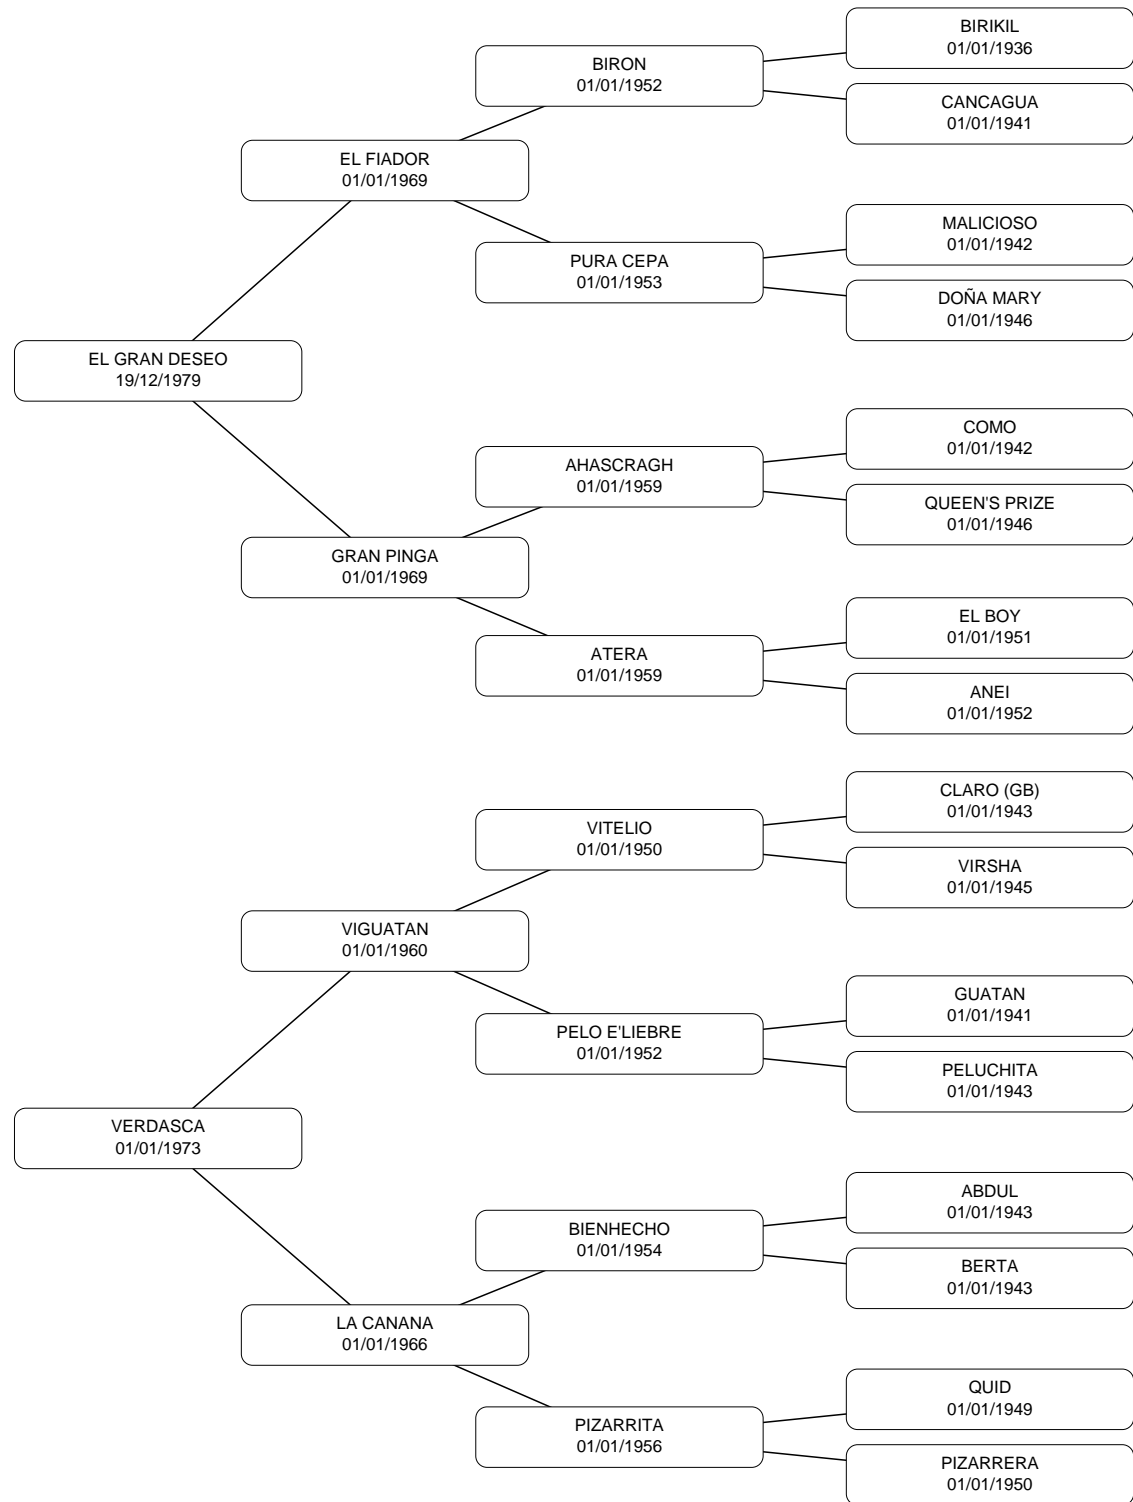 BIRIKIL
01/01/1936
BIRON
01/01/1952
CANCAGUA
01/01/1941
EL FIADOR
01/01/1969
MALICIOSO
01/01/1942
PURA CEPA
01/01/1953
DOÑA MARY
01/01/1946
EL GRAN DESEO
19/12/1979
COMO
01/01/1942
AHASCRAGH
01/01/1959
QUEEN'S PRIZE
01/01/1946
GRAN PINGA
01/01/1969
EL BOY
01/01/1951
ATERA
01/01/1959
ANEI
01/01/1952
CLARO (GB)
01/01/1943
VITELIO
01/01/1950
VIRSHA
01/01/1945
VIGUATAN
01/01/1960
GUATAN
01/01/1941
PELO E'LIEBRE
01/01/1952
PELUCHITA
01/01/1943
VERDASCA
01/01/1973
ABDUL
01/01/1943
BIENHECHO
01/01/1954
BERTA
01/01/1943
LA CANANA
01/01/1966
QUID
01/01/1949
PIZARRITA
01/01/1956
PIZARRERA
01/01/1950